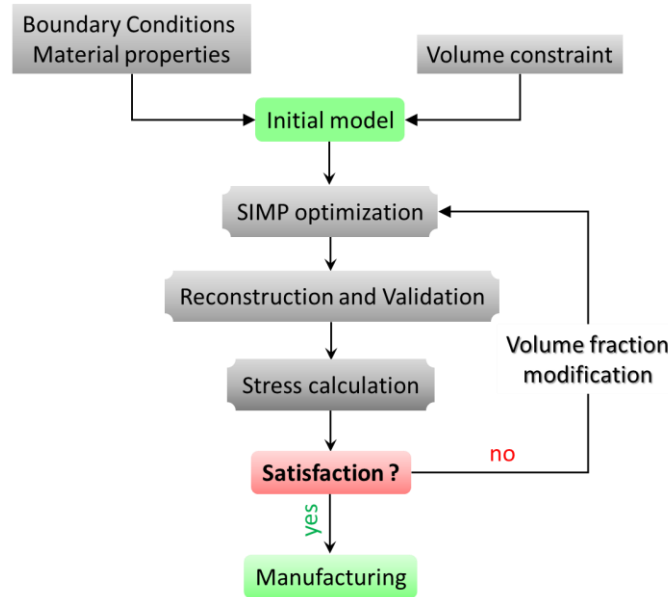 Boundary Conditions
Material properties
Volume constraint
Initial model
SIMP optimization
Reconstruction and Validation
Volume fraction
modification
Stress calculation
Satisfaction ?
no
yes
Manufacturing